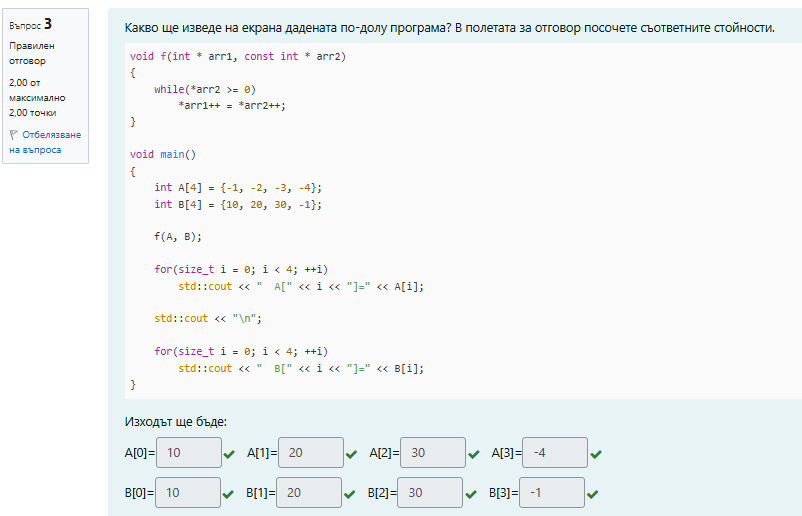 Въпрос 3
Правилен
отговор
2,00 от
максимално
2,00 точки
Отбелязване
на въпроса
Какво ще изведе на екрана дадената по-долу програма? В полетата за отговор посочете съответните стойности.
void f(int * arr1, const int * arr2)
{
    while(*arr2 >= 0)
        *arr1++ = *arr2++;
}
void main()
{
    int A[4] = {-1, -2, -3, -4};
    int B[4] = {10, 20, 30, -1};
    f(A, B);
    for(size_t i = 0; i < 4; ++i)
        std::cout << "  A[" << i << "]=" << A[i];
    std::cout << "\n";
    for(size_t i = 0; i < 4; ++i)
        std::cout << "  B[" << i << "]=" << B[i];
}
Изходът ще бъде:
A[0]= 10 A[1]= 20 A[2]= 30 A[3]= -4
B[0]= 10 B[1]= 20 B[2]= 30 B[3]= -1